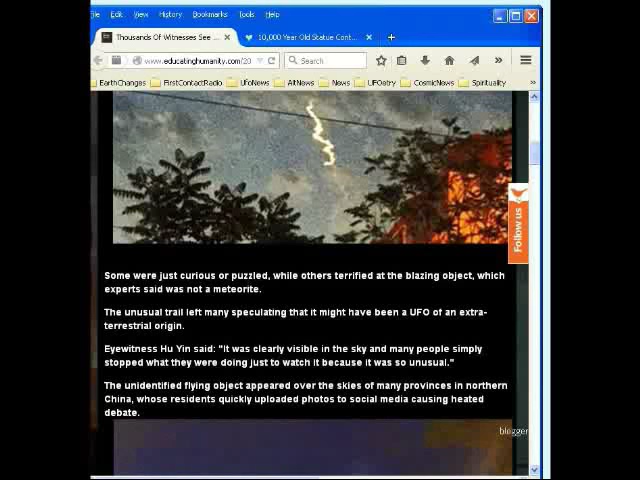 File Edit View History Bookmarks Tools Help
Thousands Of Witnesses See ... × 10,000 Year Old Statue Cont... × +
www.educatinghumanity.com/20 Search
EarthChanges FirstContactRadio UfoNews AltNews News UFOetry CosmicNews Spirituality
Follow us
Some were just curious or puzzled, while others terrified at the blazing object, which
experts said was not a meteorite.
The unusual trail left many speculating that it might have been a UFO of an extra-
terrestrial origin.
Eyewitness Hu Yin said: "It was clearly visible in the sky and many people simply
stopped what they were doing just to watch it because it was so unusual."
The unidentified flying object appeared over the skies of many provinces in northern
China, whose residents quickly uploaded photos to social media causing heated
debate.
blogger